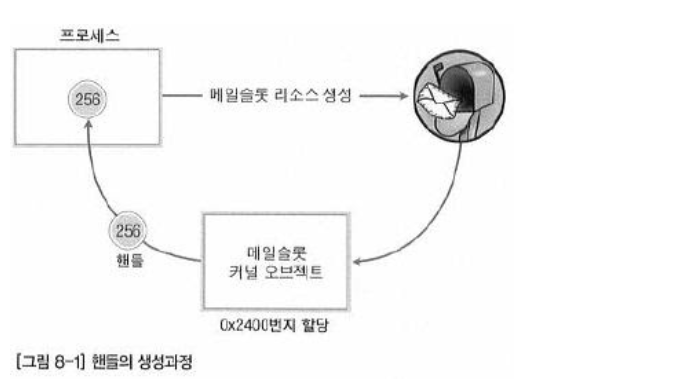 프로세스
256
메일슬롯 리소스 생성
256
핸들
메일슬롯
커널 오브젝트
0x2400번지 할당
[그림 8-1] 핸들의 생성과정